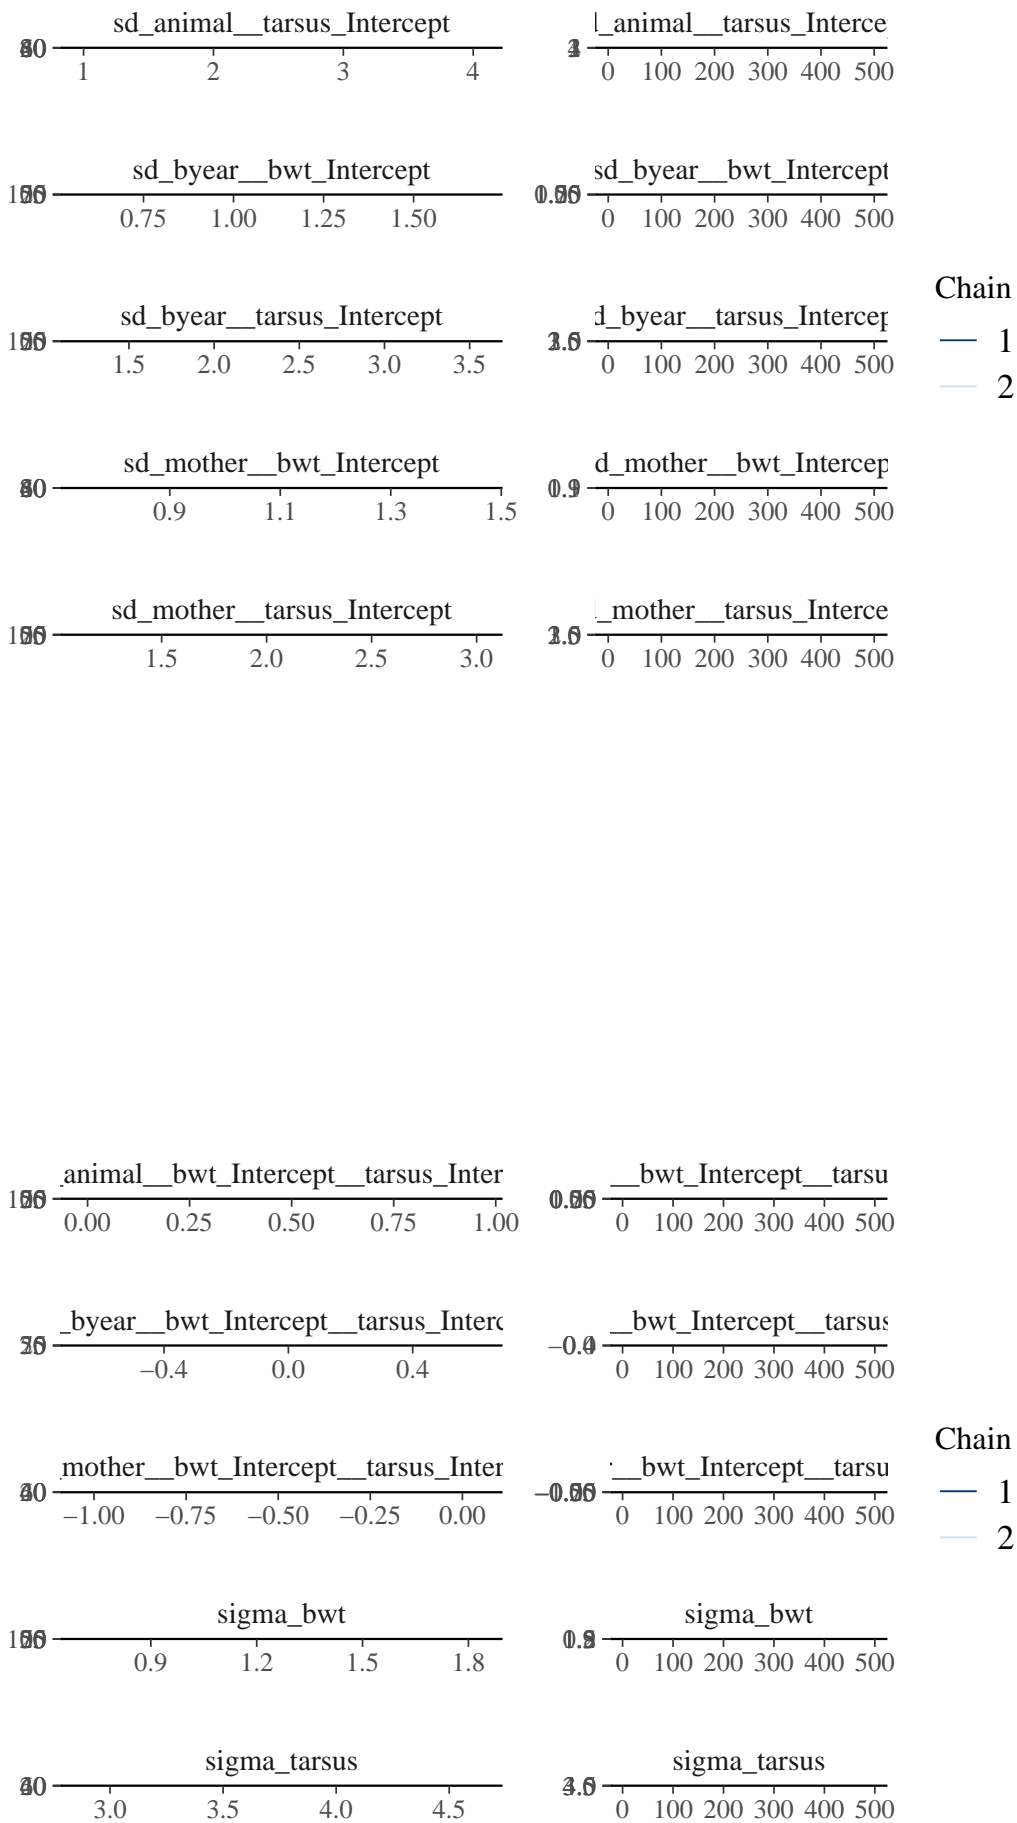 sd_animal__tarsus_Intercept
1 2 3 4
_animal__tarsus_Interce
0 100 200 300 400 500
sd_byear__bwt_Intercept
0.75 1.00 1.25 1.50
sd_byear__bwt_Intercept
0 100 200 300 400 500
sd_byear__tarsus_Intercept
1.5 2.0 2.5 3.0 3.5
d_byear__tarsus_Intercep
0 100 200 300 400 500
Chain
1
2
sd_mother__bwt_Intercept
0.9 1.1 1.3 1.5
d_mother__bwt_Intercep
0 100 200 300 400 500
sd_mother__tarsus_Intercept
1.5 2.0 2.5 3.0
_mother__tarsus_Interce
0 100 200 300 400 500
_animal__bwt_Intercept__tarsus_Inter
0.00 0.25 0.50 0.75 1.00
__bwt_Intercept__tarsu
0 100 200 300 400 500
_byear__bwt_Intercept__tarsus_Interc
−0.4 0.0 0.4
__bwt_Intercept__tarsus
0 100 200 300 400 500
mother__bwt_Intercept__tarsus_Inter
−1.00 −0.75 −0.50 −0.25 0.00
__bwt_Intercept__tarsu
0 100 200 300 400 500
Chain
1
2
sigma_bwt
0.9 1.2 1.5 1.8
sigma_bwt
0 100 200 300 400 500
sigma_tarsus
3.0 3.5 4.0 4.5
sigma_tarsus
0 100 200 300 400 500